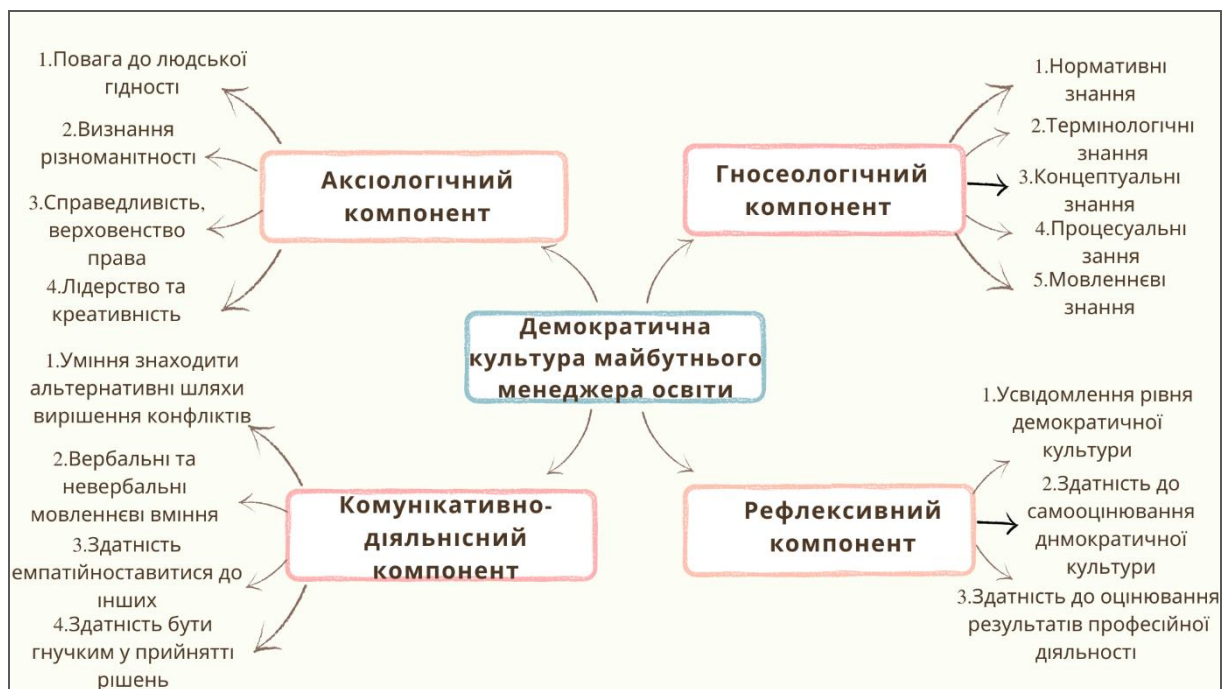 1.Повага до людської
гідності
2.Визнання
різноманітності
3.Справедливість,
верховенство
права
4.Лідерство та
креативність
Аксіологічний
компонент
Гносеологічний
компонент
1.Нормативні
знання
2.Термінологічні
знання
3.Концептуальні
знання
4.Процесуальні
зання
5.Мовленнєві
знання
Демократична
культура майбутнього
менеджера освіти
1.Уміння знаходити
альтернативні шляхи
вирішення конфліктів
2.Вербальні та
невербальні
мовленнєві вміння
3.Здатність
емпатійноставитися до
інших
4.Здатність бути
гнучким у прийнятті
рішень
Комунікативно-
діяльнісний
компонент
Рефлексивний
компонент
1.Усвідомлення рівня
демократичної
культури
2.Здатність до
самооцінювання
днмократичної
культури
3.Здатність до оцінювання
результатів професійної
діяльності